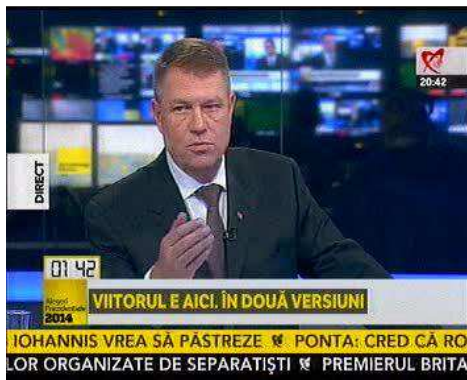 20:42
DIRECT
01 42
Alegeri
Prezidentiale
2014
VIITORUL E AICI. ÎN DOUĂ VERSIUNI
IOHANNIS VREA SĂ PĂSTREZE PONTA: CRED CĂ RO
LOR ORGANIZATE DE SEPARATIȘTI PREMIERUL BRITA